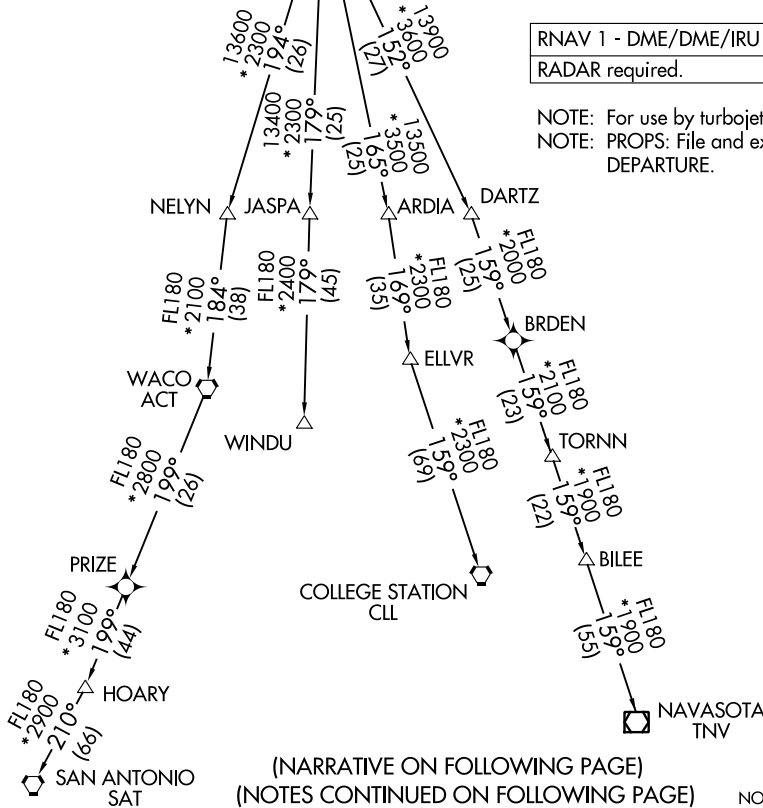 13600
*2300
194°
(26)
13400
*2300
179°
(25)
13500
*3500
165°
(25)
13900
*3600
152°
(27)
RNAV 1 - DME/DME/IRU
RADAR required.
NOTE: For use by turbojet
NOTE: PROPS: File and ex
DEPARTURE.
NELYN
JASPA
ARDIA
DARTZ
FL180
*2100
184°
(38)
FL180
*2400
179°
(45)
FL180
*2300
169°
(35)
FL180
*2000
159°
(25)
BRDEN
WACO
ACT
WINDU
ELLVR
FL180
*2100
159°
(23)
TORNN
FL180
*2800
199°
(26)
FL180
*2300
159°
(69)
FL180
*1900
159°
(22)
BILEE
PRIZE
COLLEGE STATION
CLL
FL180
*3100
199°
(44)
FL180
*1900
159°
(55)
HOARY
FL180
*2900
210°
(66)
NAVASOTA
TNV
SAN ANTONIO
SAT
(NARRATIVE ON FOLLOWING PAGE)
(NOTES CONTINUED ON FOLLOWING PAGE)
NO